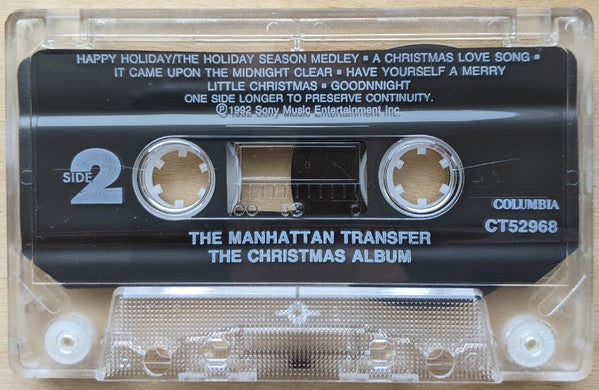 HAPPY HOLIDAY/THE HOLIDAY SEASON MEDLEY • A CHRISTMAS LOVE SONG •
IT CAME UPON THE MIDNIGHT CLEAR • HAVE YOURSELF A MERRY
LITTLE CHRISTMAS • GOODNNIGHT
ONE SIDE LONGER TO PRESERVE CONTINUITY.
Ⓟ1992 Sony Music Entertainment Inc.
SIDE 2
COLUMBIA
CT52968
THE MANHATTAN TRANSFER
THE CHRISTMAS ALBUM